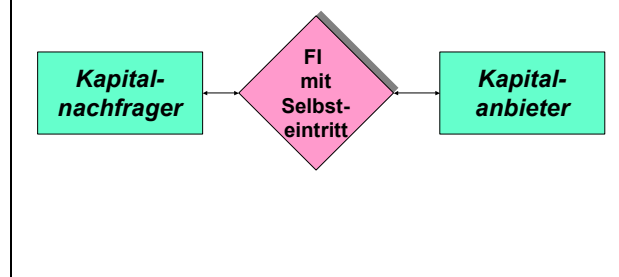 Kapital-
nachfrager
FI
mit
Selbst-
eintritt
Kapital-
anbieter